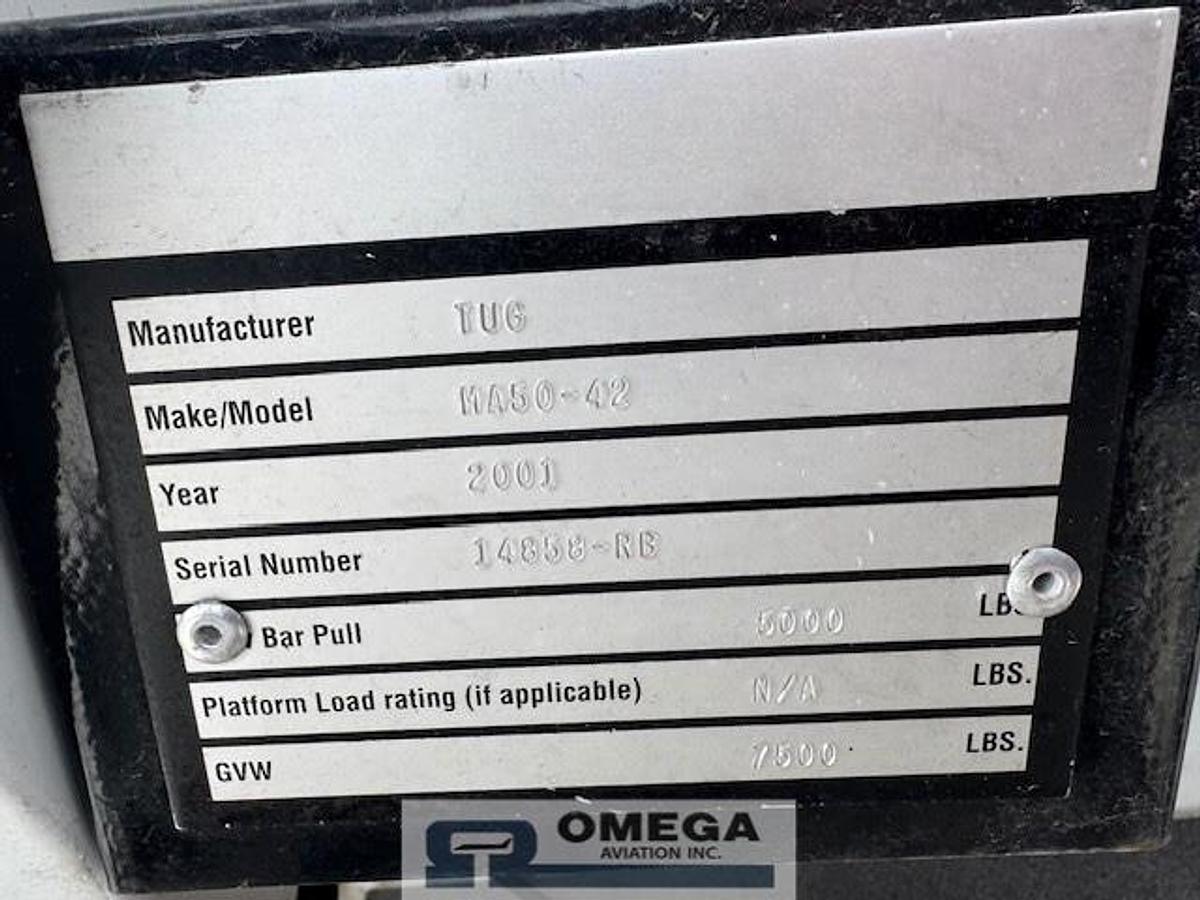 Manufacturer TUG
Make/Model MA50-42
Year 2001
Serial Number 14858-RB
Bar Pull 5000 LBS
Platform Load rating (if applicable) N/A LBS.
GVW 7500 LBS.
OMEGA
AVIATION INC.